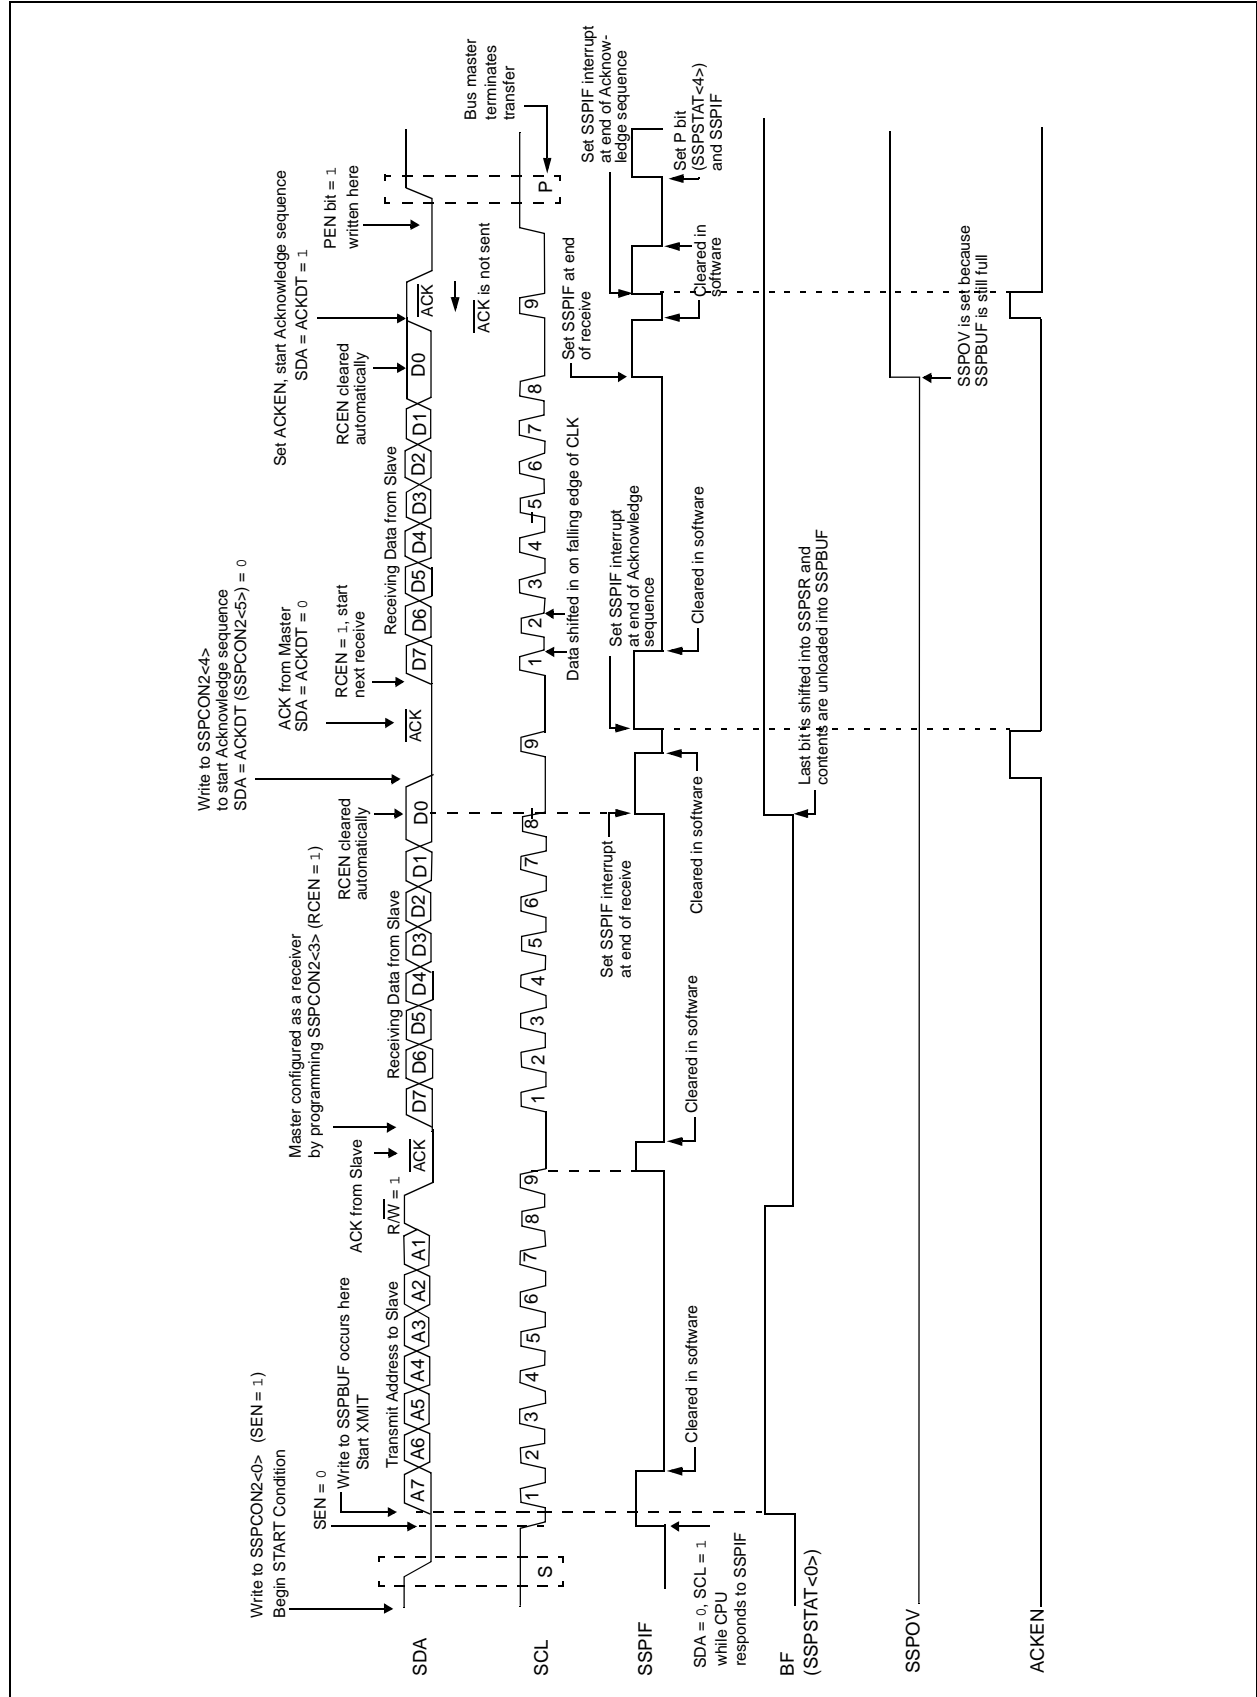 Write to SSPCON2<0> (SEN = 1)
Begin START Condition
SEN = 0
Write to SSPBUF occurs here
Start XMIT
Transmit Address to Slave
R/W = 1
ACK from Slave
Master configured as a receiver
by programming SSPCON2<3> (RCEN = 1)
Receiving Data from Slave
RCEN cleared
automatically
Write to SSPCON2<4>
to start Acknowledge sequence
SDA = ACKDT (SSPCON2<5>) = 0
ACK from Master
SDA = ACKDT = 0
RCEN = 1, start
next receive
Receiving Data from Slave
RCEN cleared
automatically
Set ACKEN, start Acknowledge sequence
SDA = ACKDT = 1
PEN bit = 1
written here
SDA
A7 A6 A5 A4 A3 A2 A1
ACK
D7 D6 D5 D4 D3 D2 D1 D0
ACK
D7 D6 D5 D4 D3 D2 D1 D0
ACK
ACK is not sent
Bus master
terminates
transfer
SCL
S
1 2 3 4 5 6 7 8 9
1 2 3 4 5 6 7 8 9
1 2 3 4 5 6 7 8 9
P
Data shifted in on falling edge of CLK
Set SSPIF interrupt
at end of receive
Set SSPIF interrupt
at end of Acknowledge
sequence
Set SSPIF at end
of receive
Set SSPIF interrupt
at end of Acknow-
ledge sequence
SSPIF
SDA = 0, SCL = 1
while CPU
responds to SSPIF
Cleared in software
Cleared in software
Cleared in software
Cleared in software
Cleared in
software
Set P bit
(SSPSTAT<4>)
and SSPIF
BF
(SSPSTAT<0>)
Last bit is shifted into SSPSR and
contents are unloaded into SSPBUF
SSPOV
SSPOV is set because
SSPBUF is still full
ACKEN